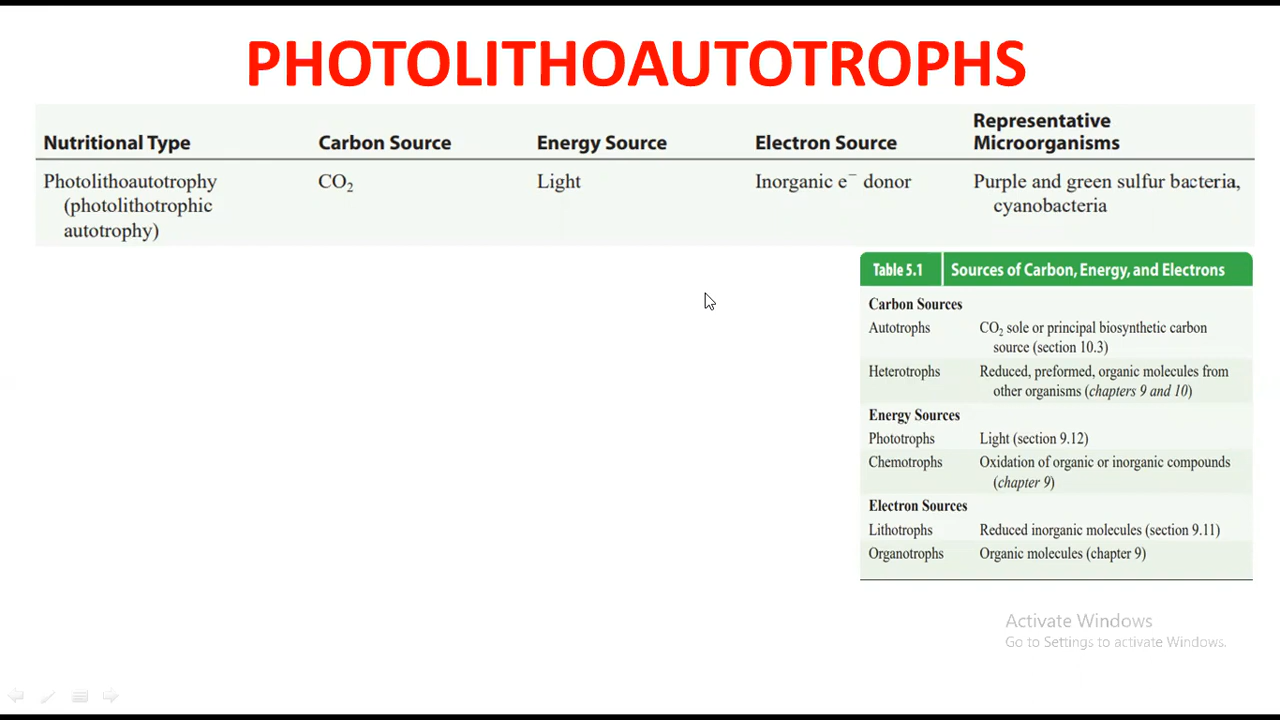 PHOTOLITHOAUTOTROPHS
Nutritional Type Carbon Source Energy Source Electron Source Representative Microorganisms
Photolithoautotrophy CO₂ Light Inorganic e⁻ donor Purple and green sulfur bacteria,
(photolithotrophic cyanobacteria
autotrophy)
Table 5.1 Sources of Carbon, Energy, and Electrons
Carbon Sources
Autotrophs CO₂ sole or principal biosynthetic carbon
source (section 10.3)
Heterotrophs Reduced, preformed, organic molecules from
other organisms (chapters 9 and 10)
Energy Sources
Phototrophs Light (section 9.12)
Chemotrophs Oxidation of organic or inorganic compounds
(chapter 9)
Electron Sources
Lithotrophs Reduced inorganic molecules (section 9.11)
Organotrophs Organic molecules (chapter 9)
Activate Windows
Go to Settings to activate Windows.